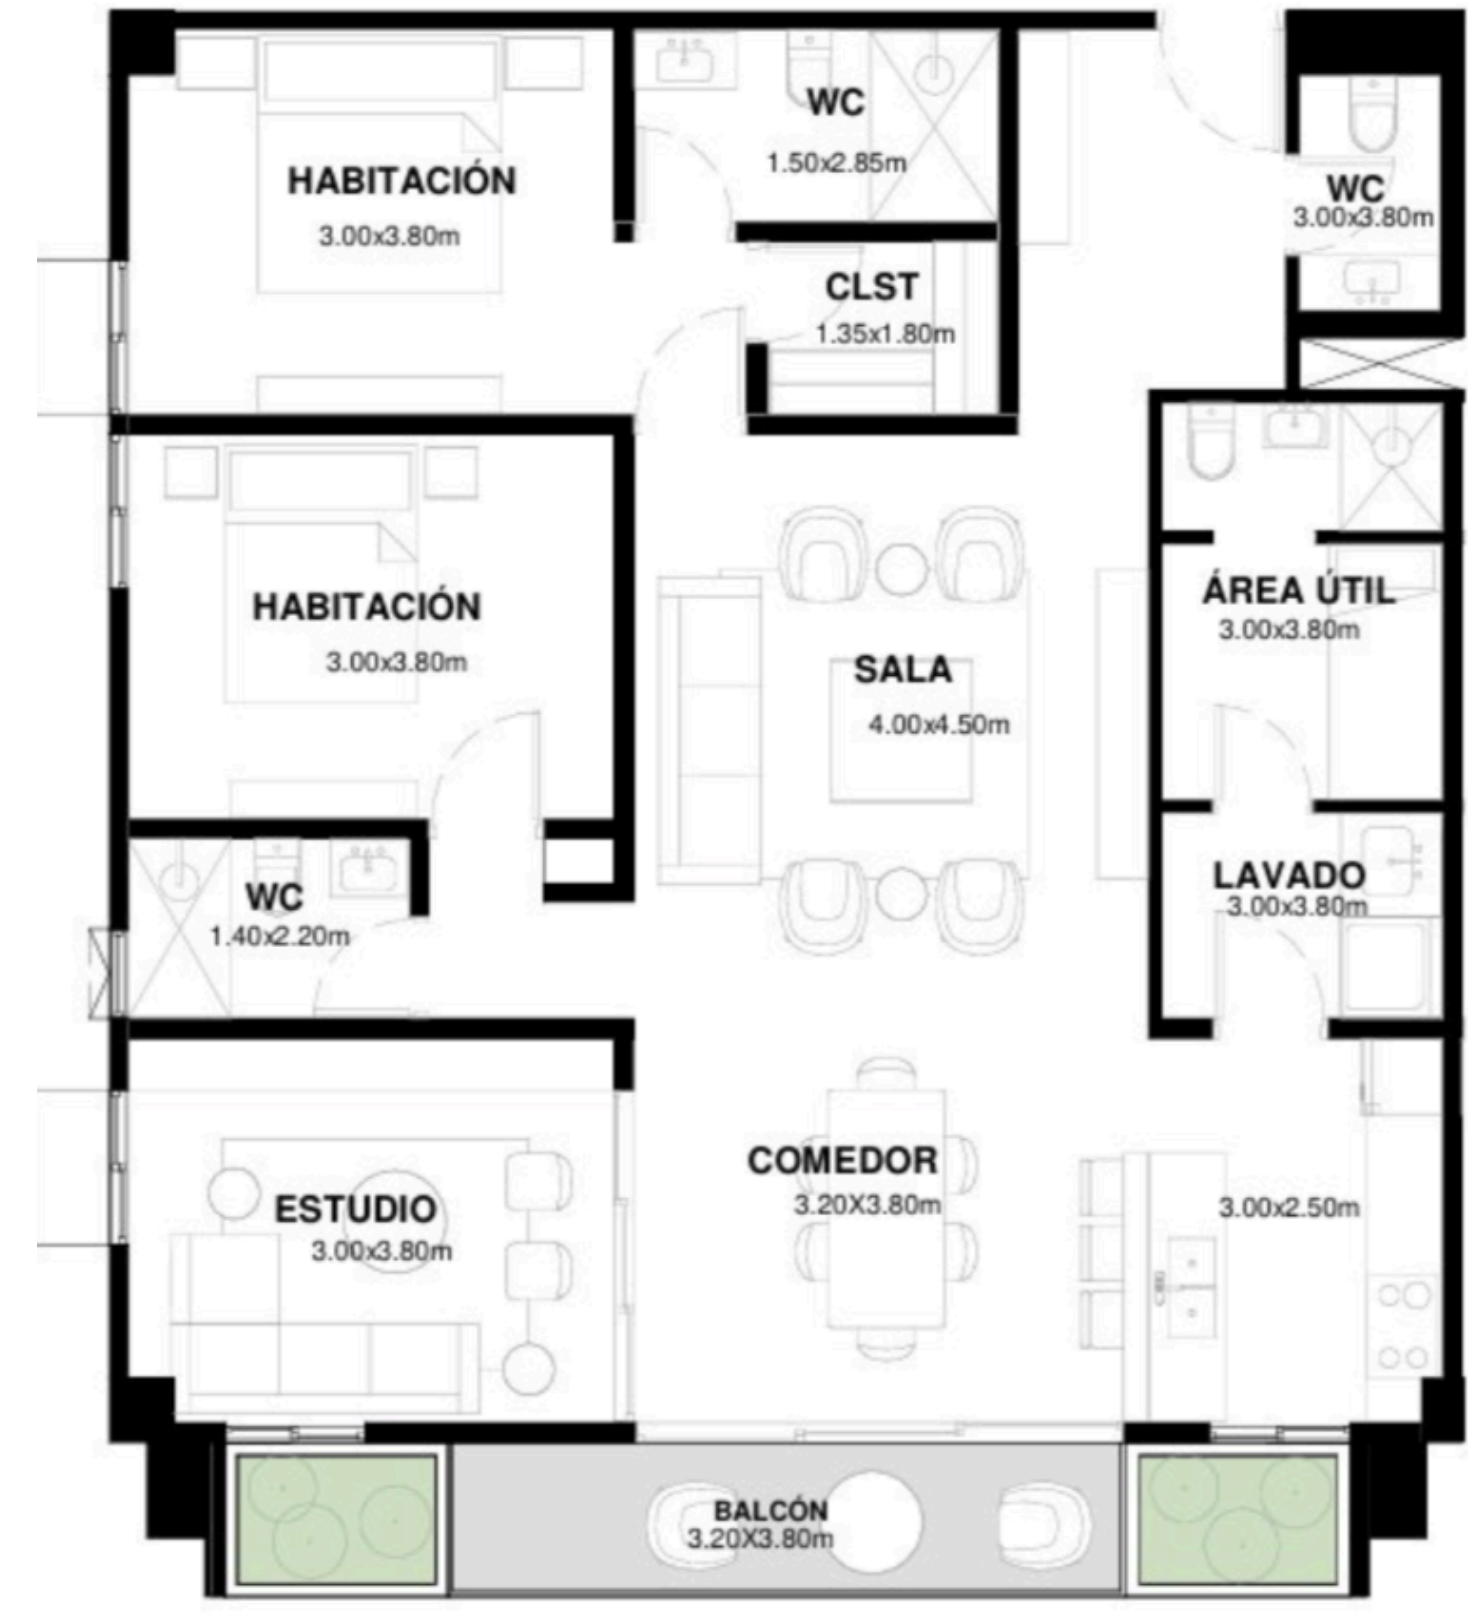 WC
1.50x2.85m
HABITACIÓN
3.00x3.80m
WC
3.00x3.80m
CLST
1.35x1.80m
HABITACIÓN
3.00x3.80m
ÁREA ÚTIL
3.00x3.80m
SALA
4.00x4.50m
LAVADO
3.00x3.80m
WC
1.40x2.20m
COMEDOR
3.20X3.80m
3.00x2.50m
ESTUDIO
3.00x3.80m
BALCÓN
3.20X3.80m